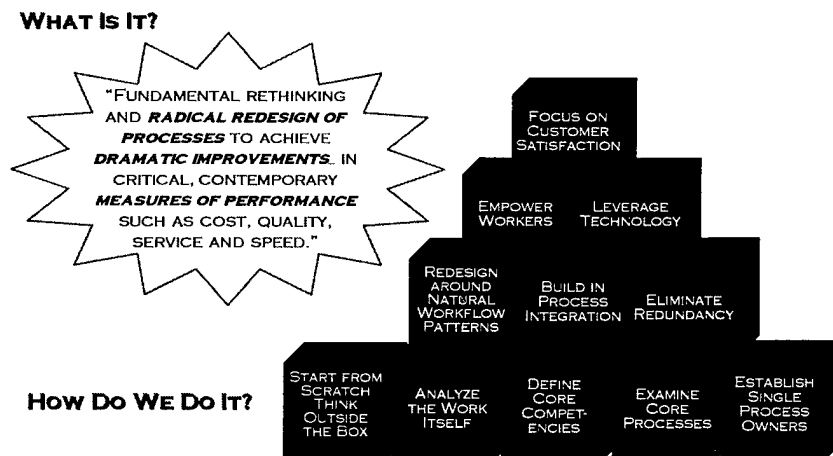 WHAT IS IT?
"FUNDAMENTAL RETHINKING
AND RADICAL REDESIGN OF
PROCESSES TO ACHIEVE
DRAMATIC IMPROVEMENTS... IN
CRITICAL, CONTEMPORARY
MEASURES OF PERFORMANCE
SUCH AS COST, QUALITY,
SERVICE AND SPEED."
FOCUS ON
CUSTOMER
SATISFACTION
EMPOWER
WORKERS
LEVERAGE
TECHNOLOGY
REDESIGN
AROUND
NATURAL
WORKFLOW
PATTERNS
BUILD IN
PROCESS
INTEGRATION
ELIMINATE
REDUNDANCY
HOW DO WE DO IT?
START FROM
SCRATCH
THINK
OUTSIDE
THE BOX
ANALYZE
THE WORK
ITSELF
DEFINE
CORE
COMPET-
ENCIES
EXAMINE
CORE
PROCESSES
ESTABLISH
SINGLE
PROCESS
OWNERS